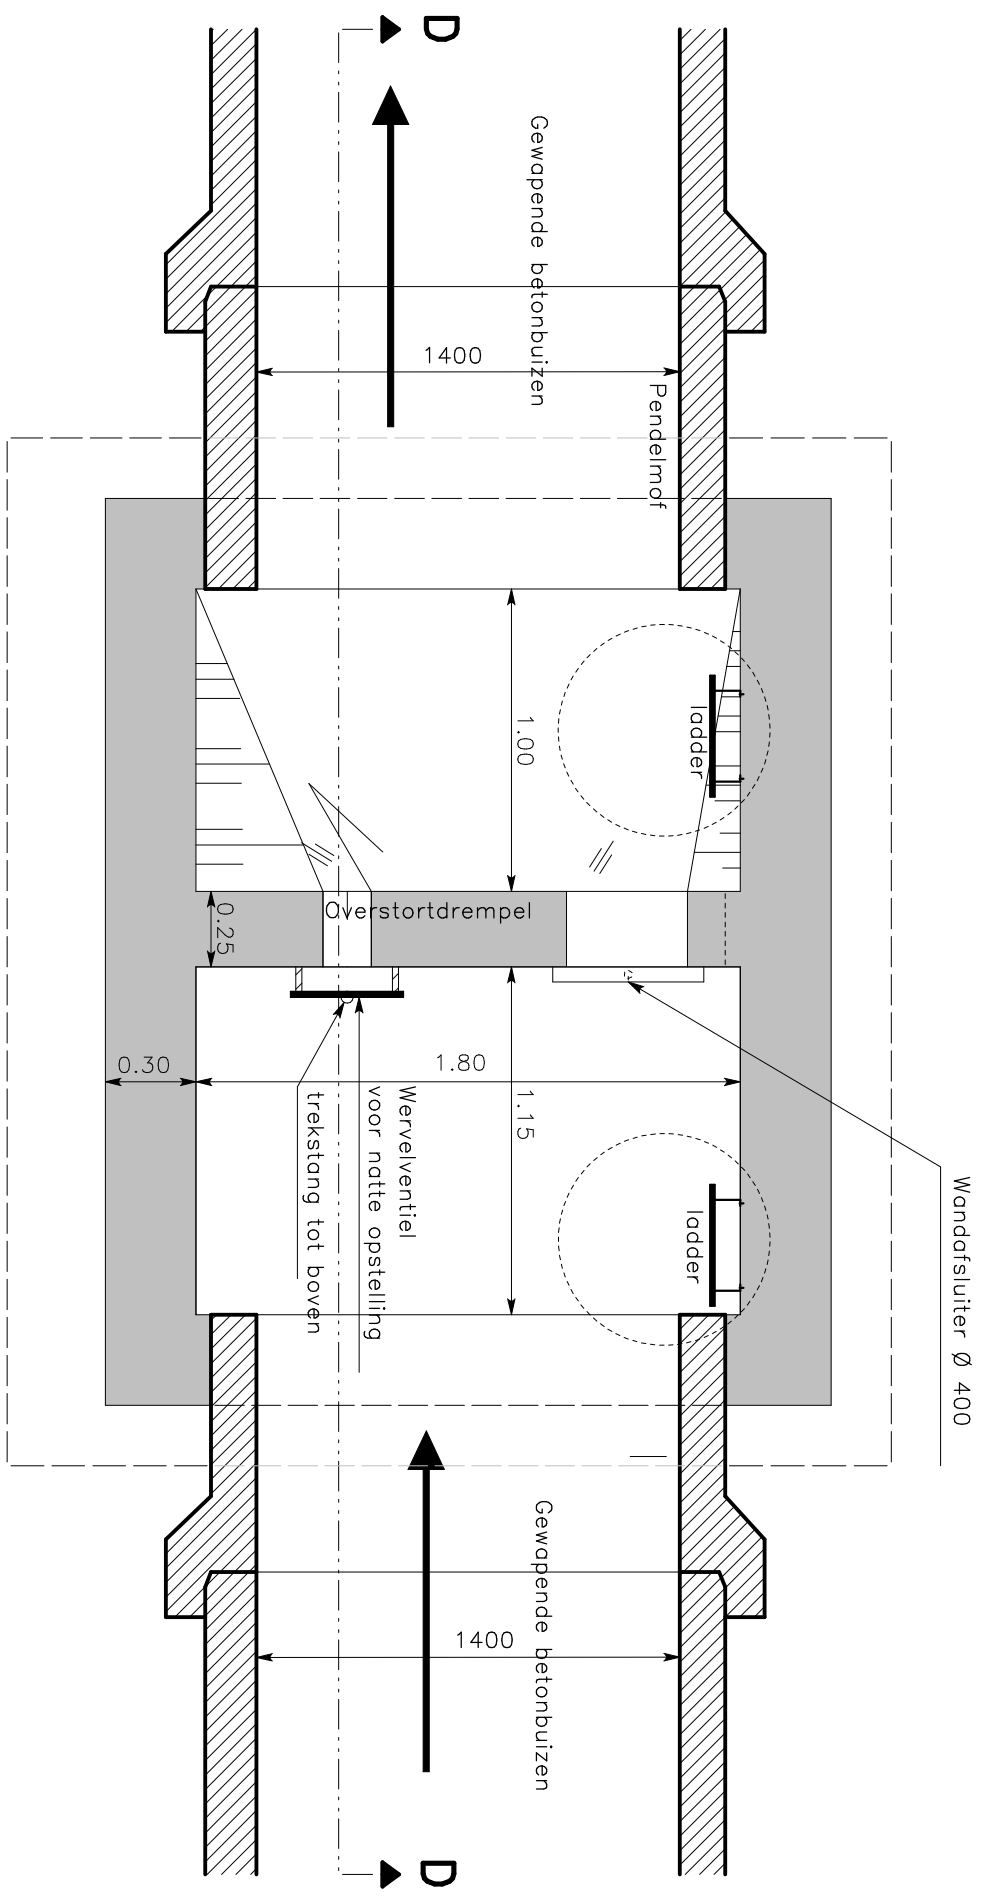 D
Gewapende betonbuizen
1400
Pendelmof
ladder
1.00
Overstortdrempel
0.25
0.30
1.80
1.15
Wervelventiel
voor natte opstelling
trekstang tot boven
ladder
Wandafsluiter Ø 400
Gewapende betonbuizen
1400
D